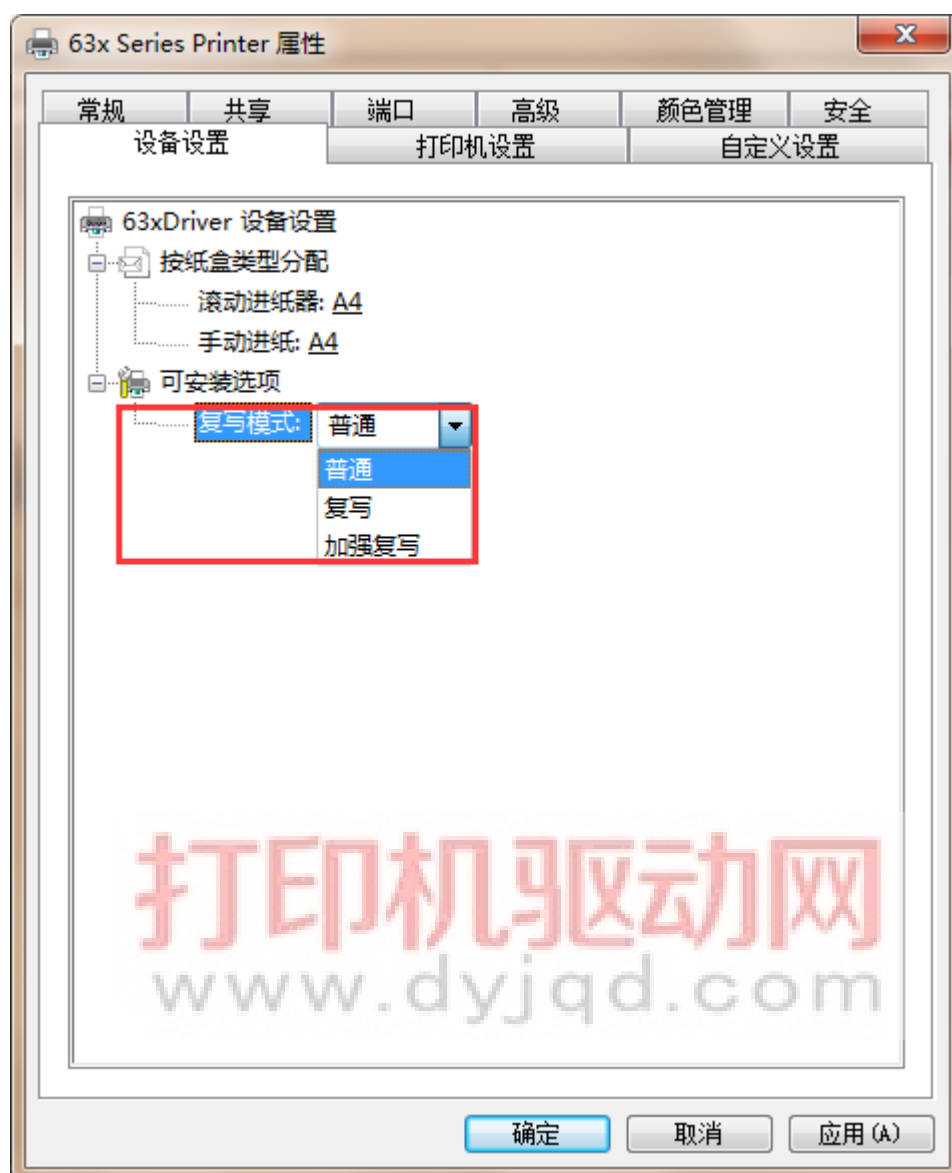 63x Series Printer 属性
常规 共享 端口 高级 颜色管理 安全
设备设置 打印机设置 自定义设置
63xDriver 设备设置
按纸盒类型分配
滚动进纸器: A4
手动进纸: A4
可安装选项
复写模式: 普通
普通
复写
加强复写
打印机驱动网
www.dyjqd.com
确定 取消 应用(A)